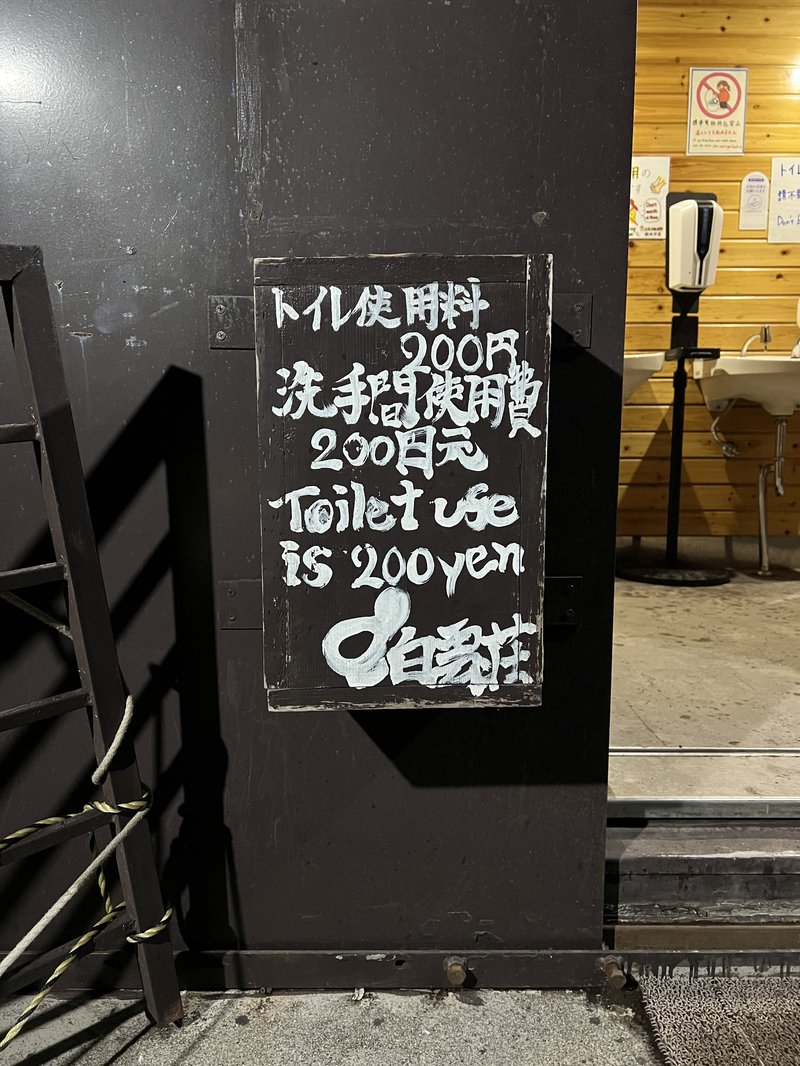 トイレ使用料
200円
洗手間使用費
200日元
Toilet use
is 200yen
白雲荘
Don't